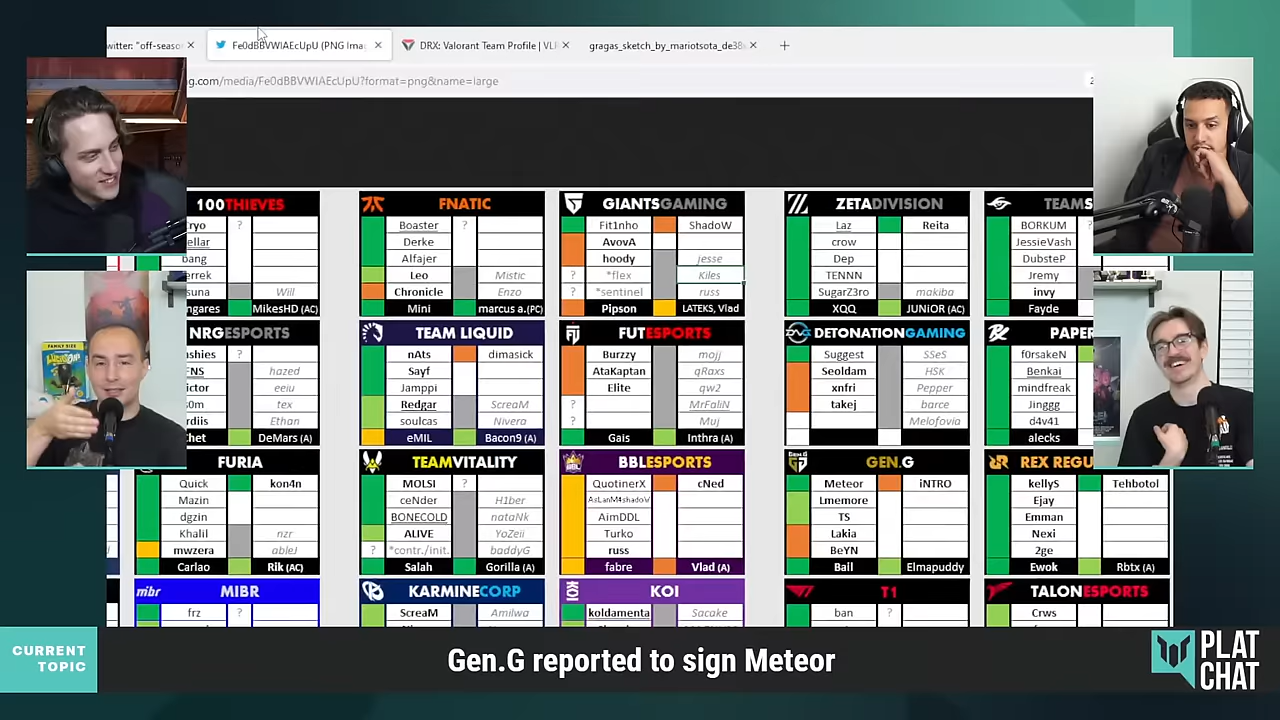 witter: "off-seaso
Fe0dBBVWIAEcUpU (PNG Ima
DRX: Valorant Team Profile | VL
gragas_sketch_by_mariotsota_de38
g.com/media/Fe0dBBVWIAEcUpU?format=png&name=large
100THIEVES
cryo ?
ellar
bang
errek
suna Will
ngares MikesHD (AC)
FNATIC
Boaster ?
Derke
Alfajer
Leo Mistic
Chronicle Enzo
Mini marcus a.(PC)
GIANTSGAMING
Fit1nho ShadoW
AvovA
hoody jesse
? *flex Kiles
? *sentinel russ
Pipson LATEKS, Vlad
ZETADIVISION
Laz Reita
crow
Dep
TENNN
SugarZ3ro makiba
XQQ JUNIOR (AC)
TEAMS
BORKUM ?
JessieVash
DubsteP
Jremy
invy
Fayde
NRGESPORTS
ashies ?
ENS hazed
ictor eeiu
s0m tex
rdiis Ethan
chet DeMars (A)
TEAM LIQUID
nAts dimasick
Sayf
Jamppi
Redgar ScreaM
soulcas Nivera
eMIL Bacon9 (A)
FUTESPORTS
Burzzy mojj
AtaKaptan qRaxs
Elite qw2
? MrFaliN
? Muj
Gais Inthra (A)
DETONATIONGAMING
Suggest SSeS
Seoldam HSK
xnfri Pepper
takej barce
Melofovia
PAPER
f0rsakeN
Benkai
mindfreak
Jinggg
d4v41
alecks
FURIA
Quick kon4n
Mazin
dgzin
Khalil nzr
mwzera ableJ
Carlao Rik (AC)
TEAMVITALITY
MOLSI ?
ceNder H1ber
BONECOLD nataNk
ALIVE YoZeii
? *contr./init. baddyG
Salah Gorilla (A)
BBLESPORTS
QuotinerX cNed
AsLanM4shadoW
AimDDL
Turko
russ
fabre Vlad (A)
GEN.G
Meteor iNTRO
Lmemore
TS
Lakia
BeYN
Bail Elmapuddy
REX REGU
kellyS Tehbotol
Ejay
Emman
Nexi
2ge
Ewok Rbtx (A)
mibr MIBR
frz ?
KARMINECORP
ScreaM Amilwa
KOI
koldamenta Sacake
T1
ban ?
TALONESPORTS
Crws
CURRENT
TOPIC
Gen.G reported to sign Meteor
PLAT
CHAT